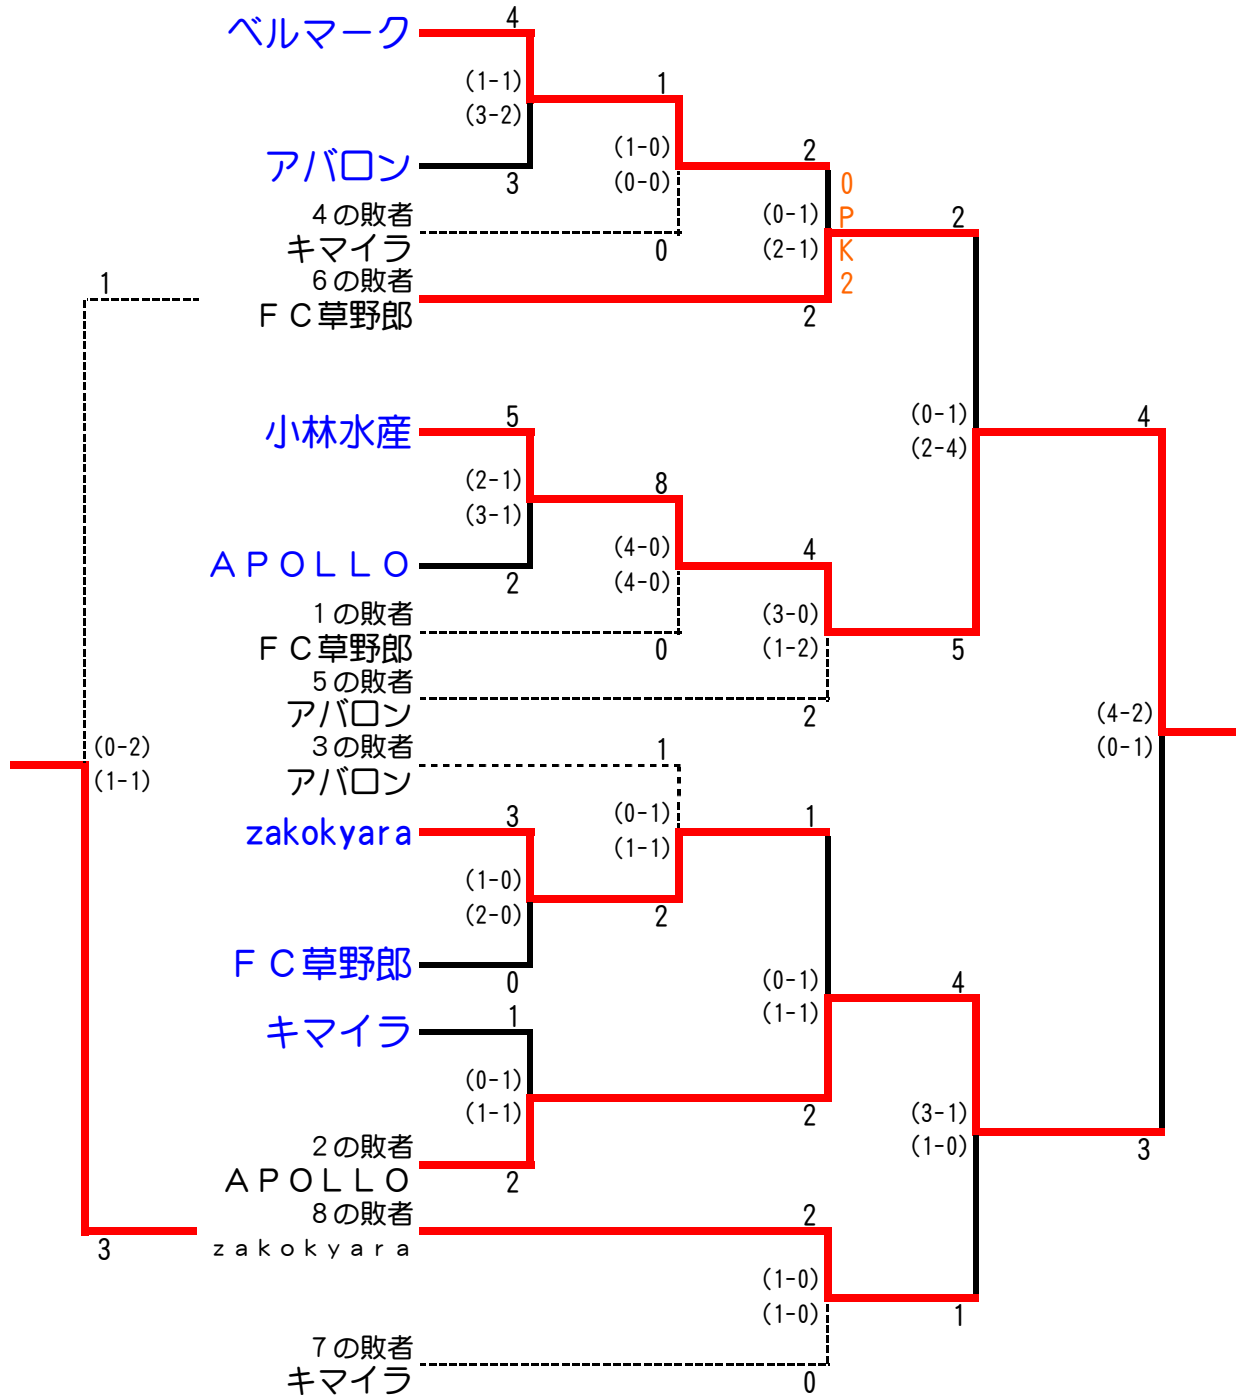 4
ベルマーク
(1-1)
1
(3-2)
(1-0)
2
アバロン
3
(0-0)
0
4の敗者
(0-1)
P
2
キマイラ
0
(2-1)
K
6の敗者
1
2
FC草野郎
2
5
(0-1)
4
小林水産
(2-4)
(2-1)
8
(3-1)
(4-0)
4
APOLLO
2
(4-0)
1の敗者
(3-0)
FC草野郎
0
(1-2)
5
5の敗者
アバロン
2
(4-2)
3の敗者
1
(0-2)
(0-1)
アバロン
(1-1)
3
(0-1)
1
zakokyara
(1-1)
(1-0)
(2-0)
2
FC草野郎
0
(0-1)
4
キマイラ
1
(1-1)
(0-1)
(1-1)
2
(3-1)
2の敗者
(1-0)
3
APOLLO
2
8の敗者
2
zakokyara
3
(1-0)
(1-0)
1
7の敗者
キマイラ
0